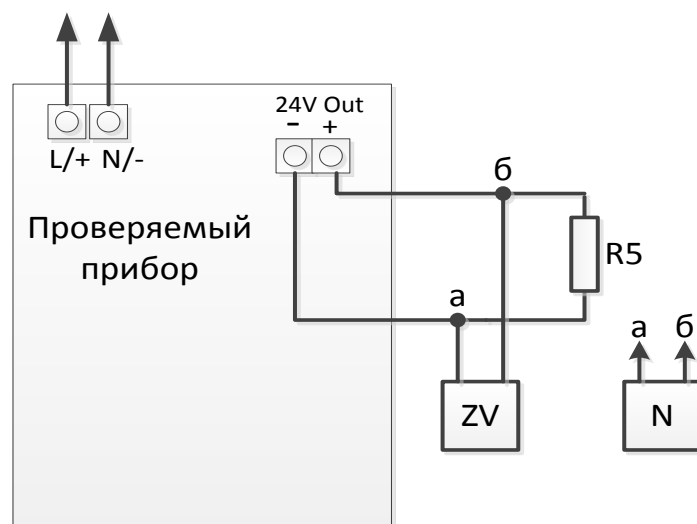 24V Out
- +
L/+ N/-
Проверяемый
прибор
б
R5
а
а б
ZV
N